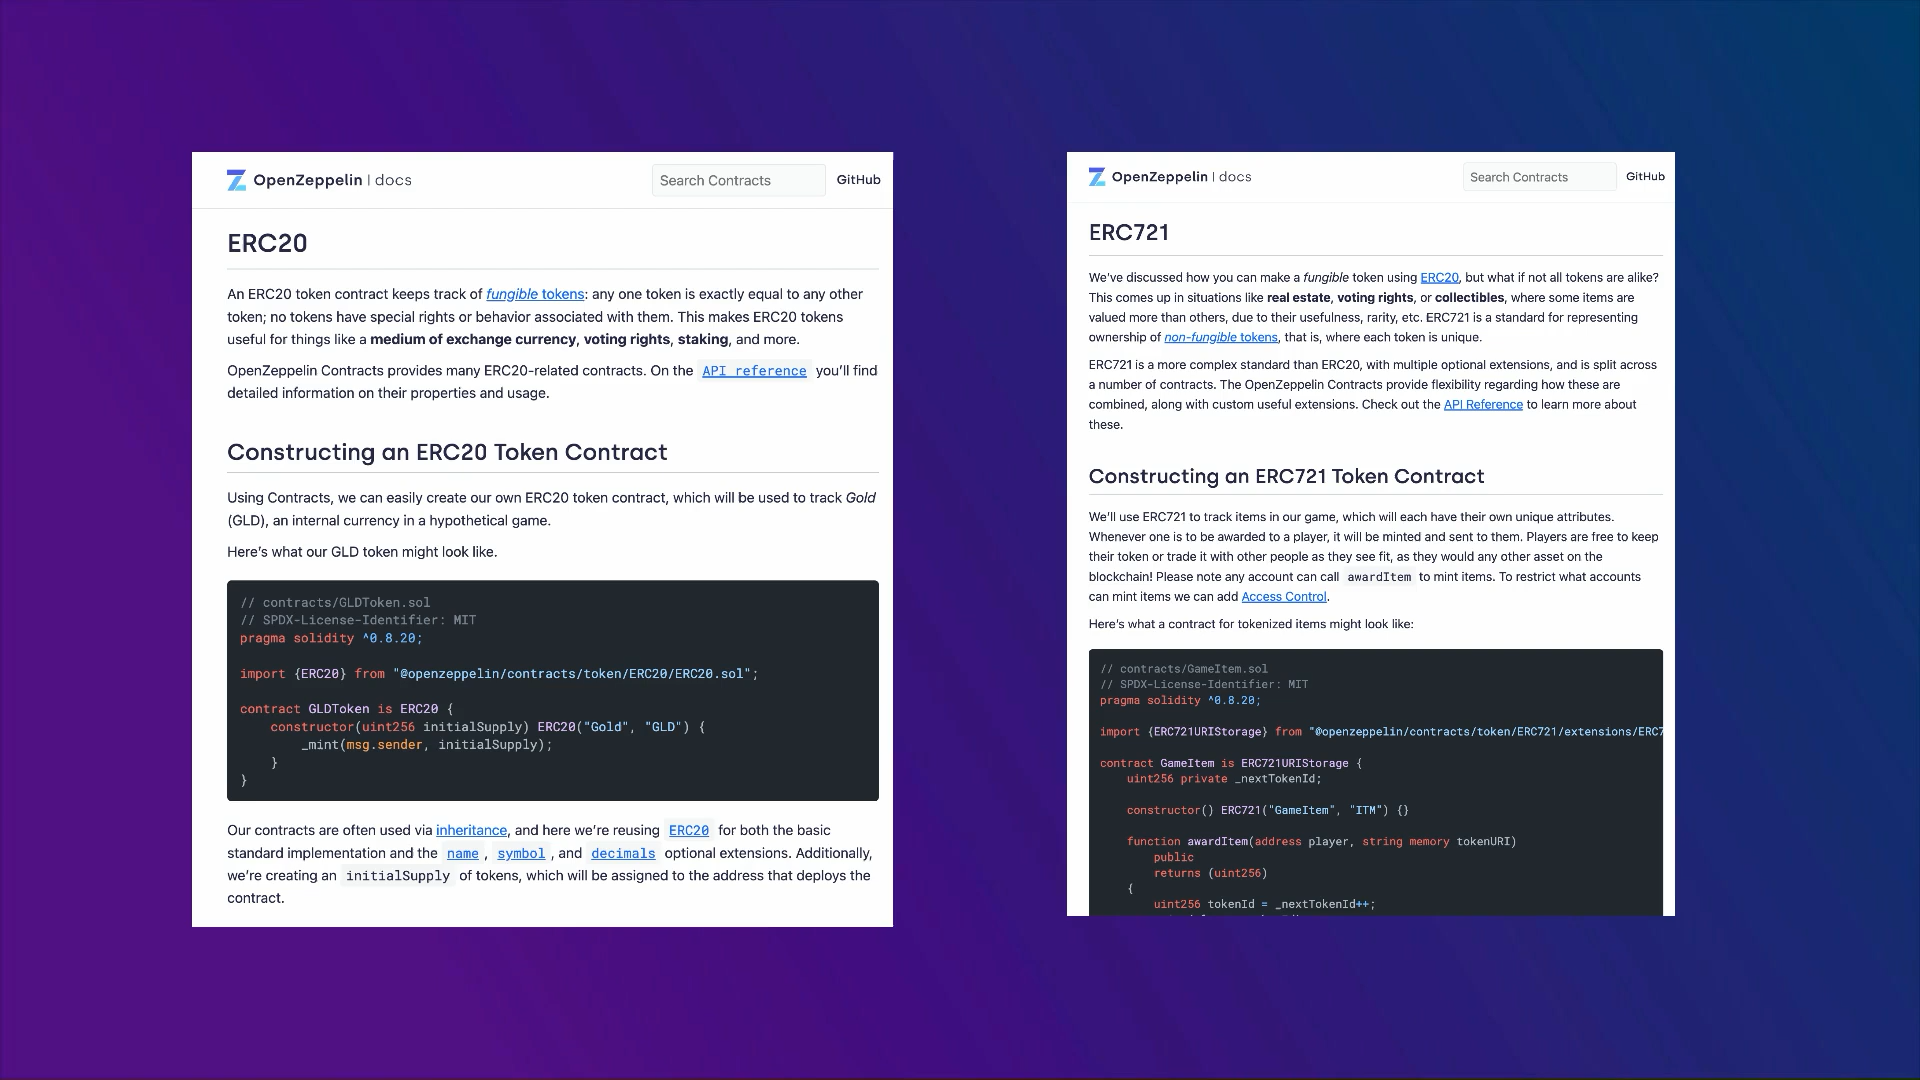 OpenZeppelin | docs
Search Contracts
GitHub
ERC20
An ERC20 token contract keeps track of fungible tokens: any one token is exactly equal to any other
token; no tokens have special rights or behavior associated with them. This makes ERC20 tokens
useful for things like a medium of exchange currency, voting rights, staking, and more.
OpenZeppelin Contracts provides many ERC20-related contracts. On the API reference you'll find
detailed information on their properties and usage.
Constructing an ERC20 Token Contract
Using Contracts, we can easily create our own ERC20 token contract, which will be used to track Gold
(GLD), an internal currency in a hypothetical game.
Here's what our GLD token might look like.
// contracts/GLDToken.sol
// SPDX-License-Identifier: MIT
pragma solidity ^0.8.20;
import {ERC20} from "@openzeppelin/contracts/token/ERC20/ERC20.sol";
contract GLDToken is ERC20 {
    constructor(uint256 initialSupply) ERC20("Gold", "GLD") {
        _mint(msg.sender, initialSupply);
    }
}
Our contracts are often used via inheritance, and here we're reusing ERC20 for both the basic
standard implementation and the name , symbol , and decimals optional extensions. Additionally,
we're creating an initialSupply of tokens, which will be assigned to the address that deploys the
contract.
OpenZeppelin | docs
Search Contracts
GitHub
ERC721
We've discussed how you can make a fungible token using ERC20, but what if not all tokens are alike?
This comes up in situations like real estate, voting rights, or collectibles, where some items are
valued more than others, due to their usefulness, rarity, etc. ERC721 is a standard for representing
ownership of non-fungible tokens, that is, where each token is unique.
ERC721 is a more complex standard than ERC20, with multiple optional extensions, and is split across
a number of contracts. The OpenZeppelin Contracts provide flexibility regarding how these are
combined, along with custom useful extensions. Check out the API Reference to learn more about
these.
Constructing an ERC721 Token Contract
We'll use ERC721 to track items in our game, which will each have their own unique attributes.
Whenever one is to be awarded to a player, it will be minted and sent to them. Players are free to keep
their token or trade it with other people as they see fit, as they would any other asset on the
blockchain! Please note any account can call awardItem to mint items. To restrict what accounts
can mint items we can add Access Control.
Here's what a contract for tokenized items might look like:
// contracts/GameItem.sol
// SPDX-License-Identifier: MIT
pragma solidity ^0.8.20;
import {ERC721URIStorage} from "@openzeppelin/contracts/token/ERC721/extensions/ERC7
contract GameItem is ERC721URIStorage {
    uint256 private _nextTokenId;
    constructor() ERC721("GameItem", "ITM") {}
    function awardItem(address player, string memory tokenURI)
        public
        returns (uint256)
    {
        uint256 tokenId = _nextTokenId++;